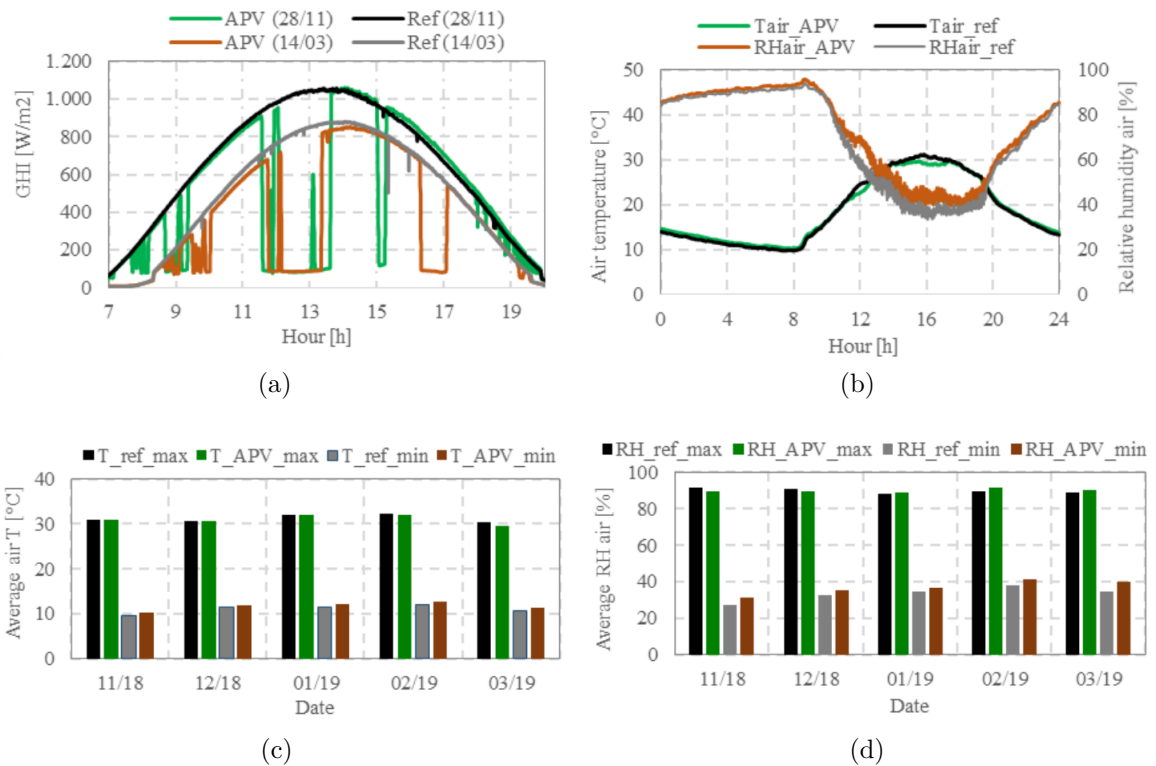 APV (28/11) Ref (28/11)
APV (14/03) Ref (14/03)
GHI [W/m2]
1.200
1.000
800
600
400
200
0
7 9 11 13 15 17 19
Hour [h]
(a)
Tair_APV Tair_ref
RHair_APV RHair_ref
Air temperature [°C]
50
40
30
20
10
0
100
80
60
40
20
0
Relative humidity air [%]
0 4 8 12 16 20 24
Hour [h]
(b)
T_ref_max T_APV_max T_ref_min T_APV_min
Average air T [°C]
40
30
20
10
0
11/18 12/18 01/19 02/19 03/19
Date
(c)
RH_ref_max RH_APV_max RH_ref_min RH_APV_min
Average RH air [%]
100
80
60
40
20
0
11/18 12/18 01/19 02/19 03/19
Date
(d)